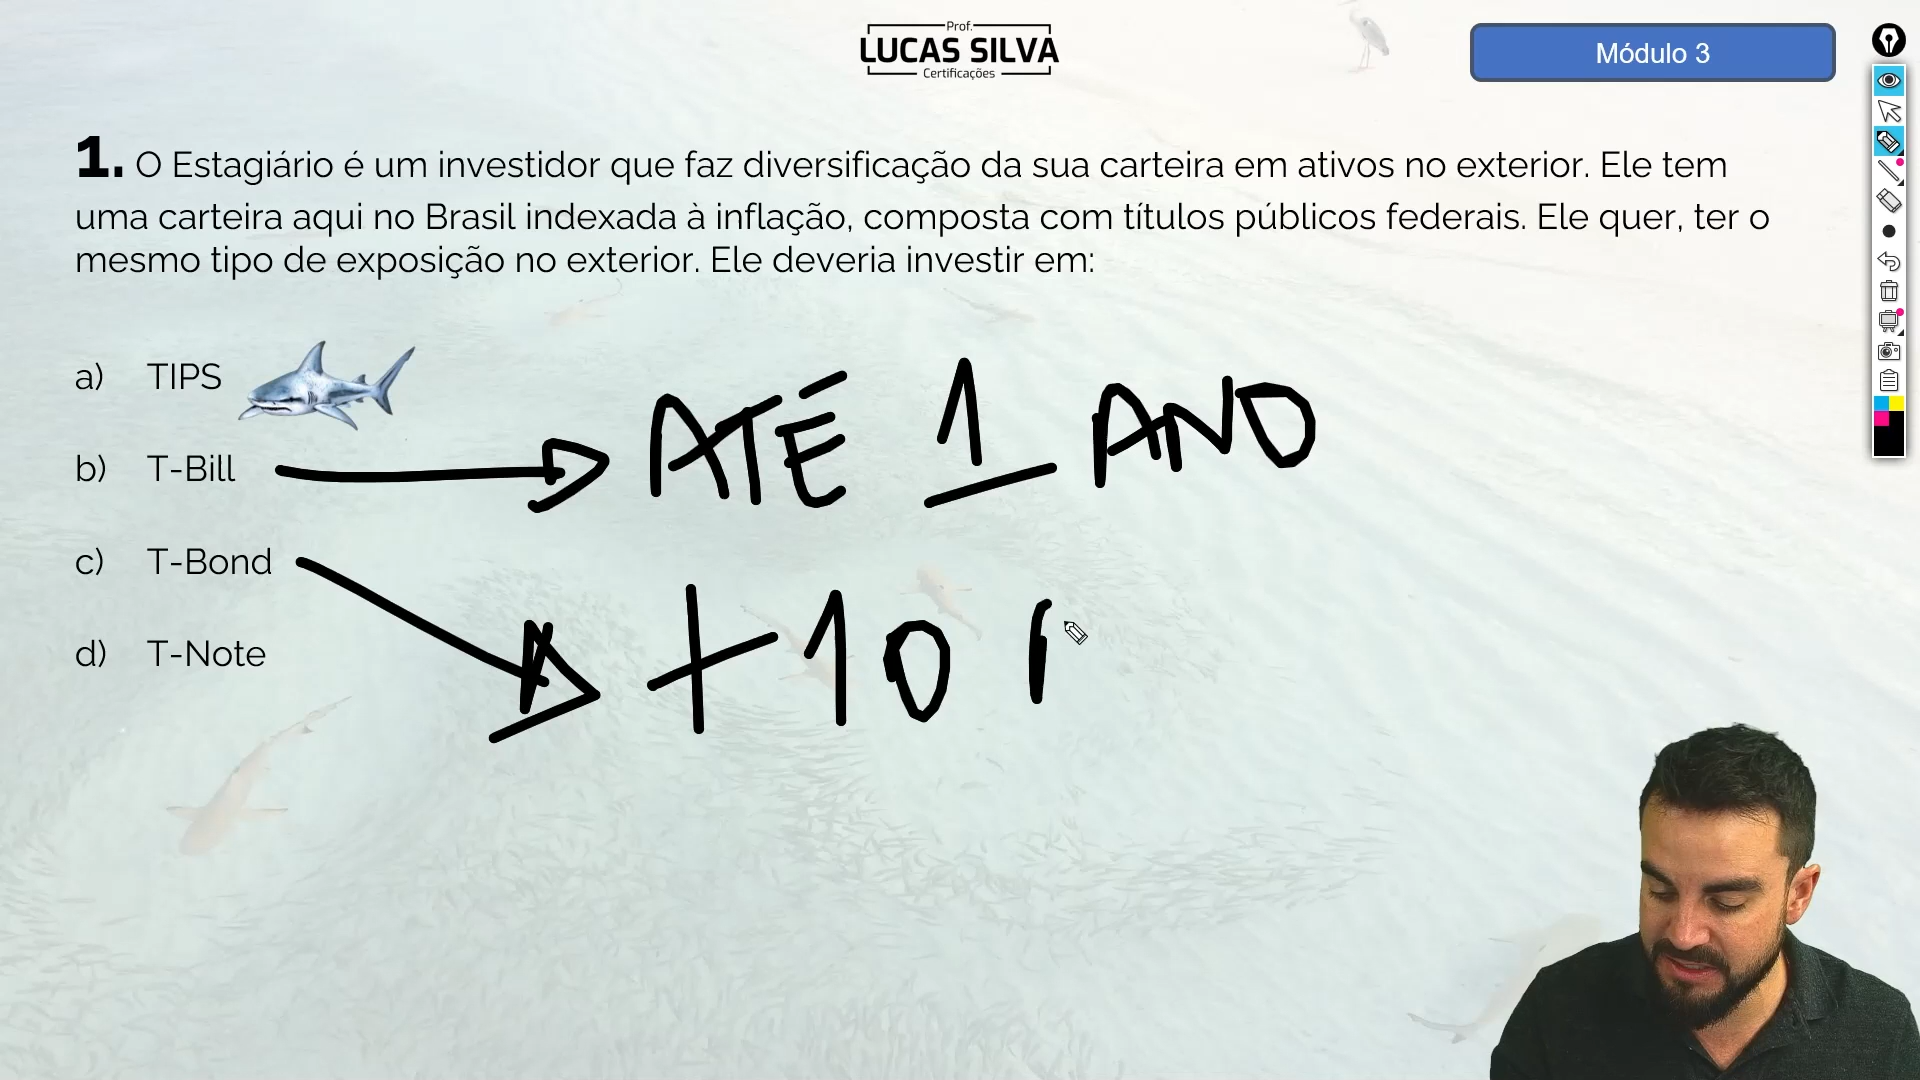 Prof.
LUCAS SILVA
Certificações
Módulo 3
1. O Estagiário é um investidor que faz diversificação da sua carteira em ativos no exterior. Ele tem
uma carteira aqui no Brasil indexada à inflação, composta com títulos públicos federais. Ele quer, ter o
mesmo tipo de exposição no exterior. Ele deveria investir em:
a) TIPS
b) T-Bill
ATÉ 1 ANO
c) T-Bond
+10
d) T-Note